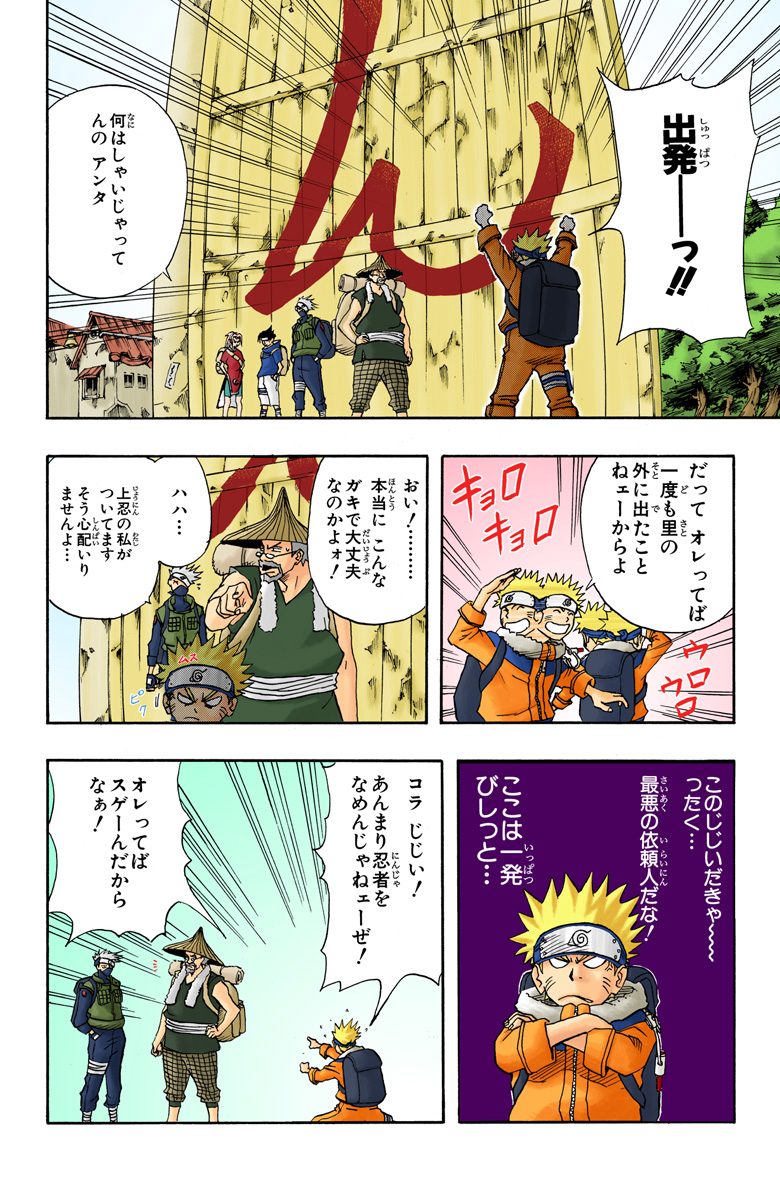 出発――っ!!
何はしゃいじゃって
んの アンタ
だって オレってば
一度も里の
外に出たこと
ねェーからよ
キョロ
キョロ
ウロ
ウロ
おい!…………
本当に こんな
ガキで大丈夫
なのかよォ!
ハハ…
上忍の私が
ついてます
そう心配いり
ませんよ…
ムス
ピク
このじじいだきゃ~~~
ったく…
最悪の依頼人だな!
ここは一発
びしっと…
コラ じじい!
あんまり忍者を
なめんじゃねェーぜ!
オレってば
スゲーんだから
なぁ!